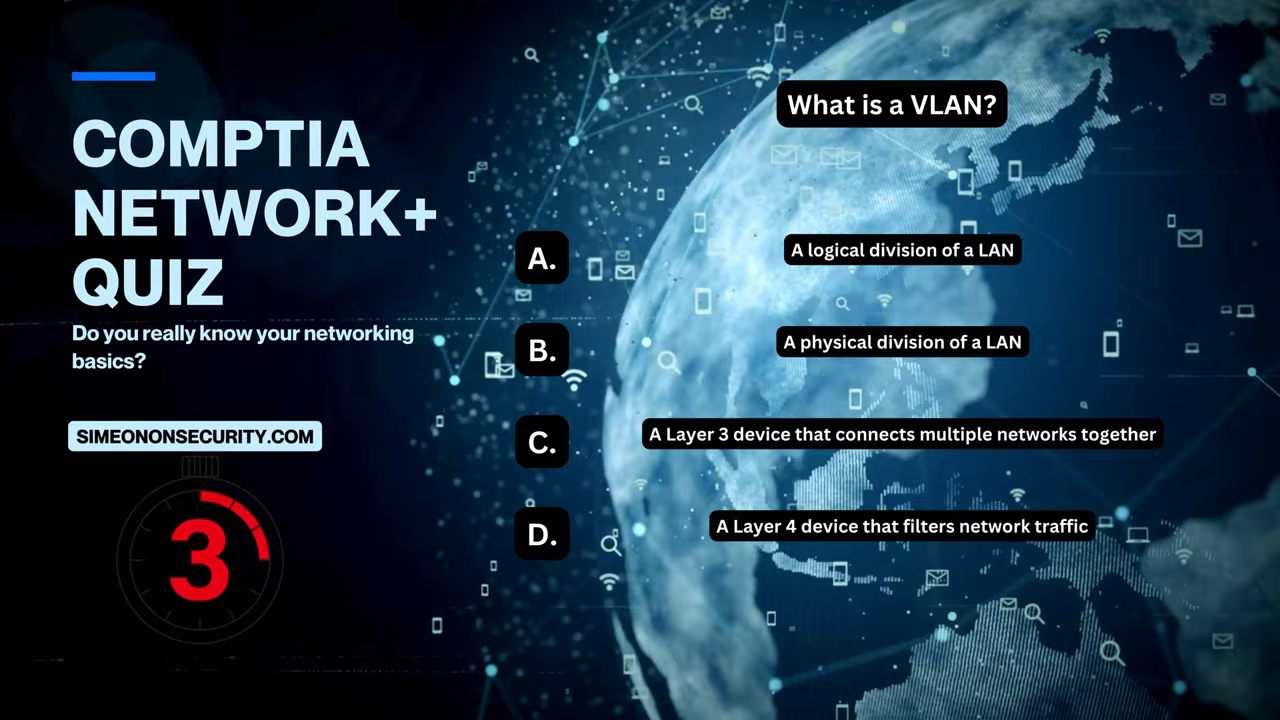 COMPTIA
NETWORK+
QUIZ
Do you really know your networking
basics?
SIMEONONSECURITY.COM
3
What is a VLAN?
A. A logical division of a LAN
B. A physical division of a LAN
C. A Layer 3 device that connects multiple networks together
D. A Layer 4 device that filters network traffic